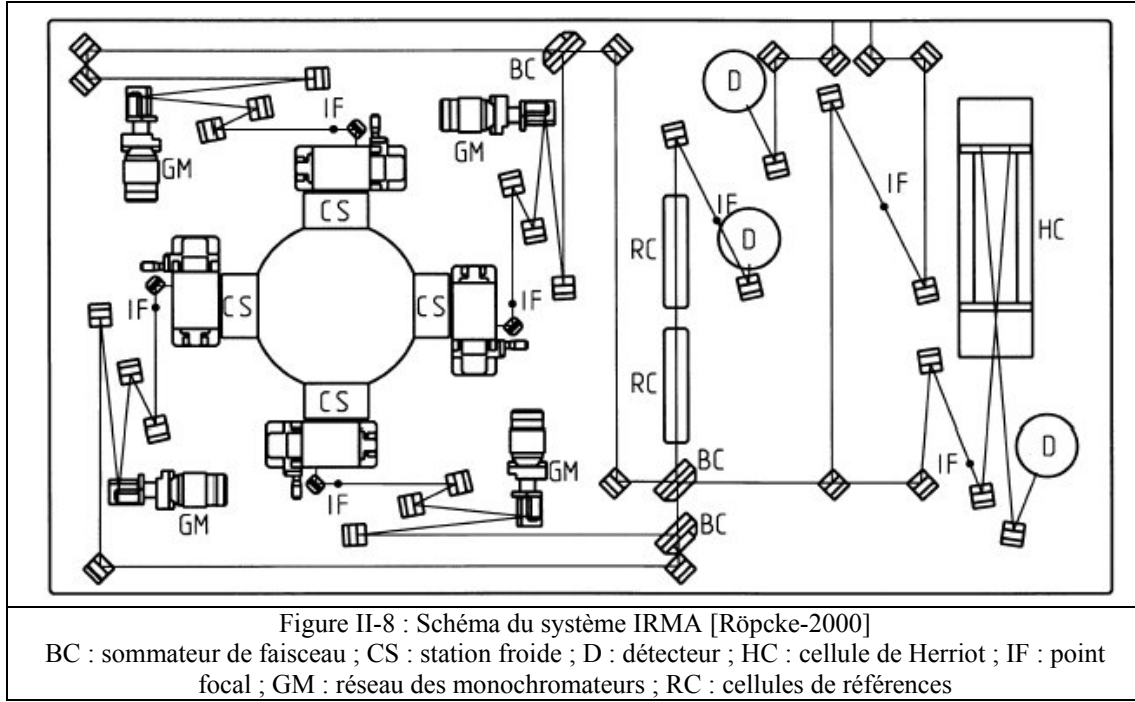 BC
D
IF
GM
GM
IF
CS
IF
D
RC
HC
IF
CS
CS
IF
RC
CS
BC
D
GM
IF
GM
IF
BC
Figure II-8 : Schéma du système IRMA [Röpcke-2000]
BC : sommateur de faisceau ; CS : station froide ; D : détecteur ; HC : cellule de Herriot ; IF : point
focal ; GM : réseau des monochromateurs ; RC : cellules de références